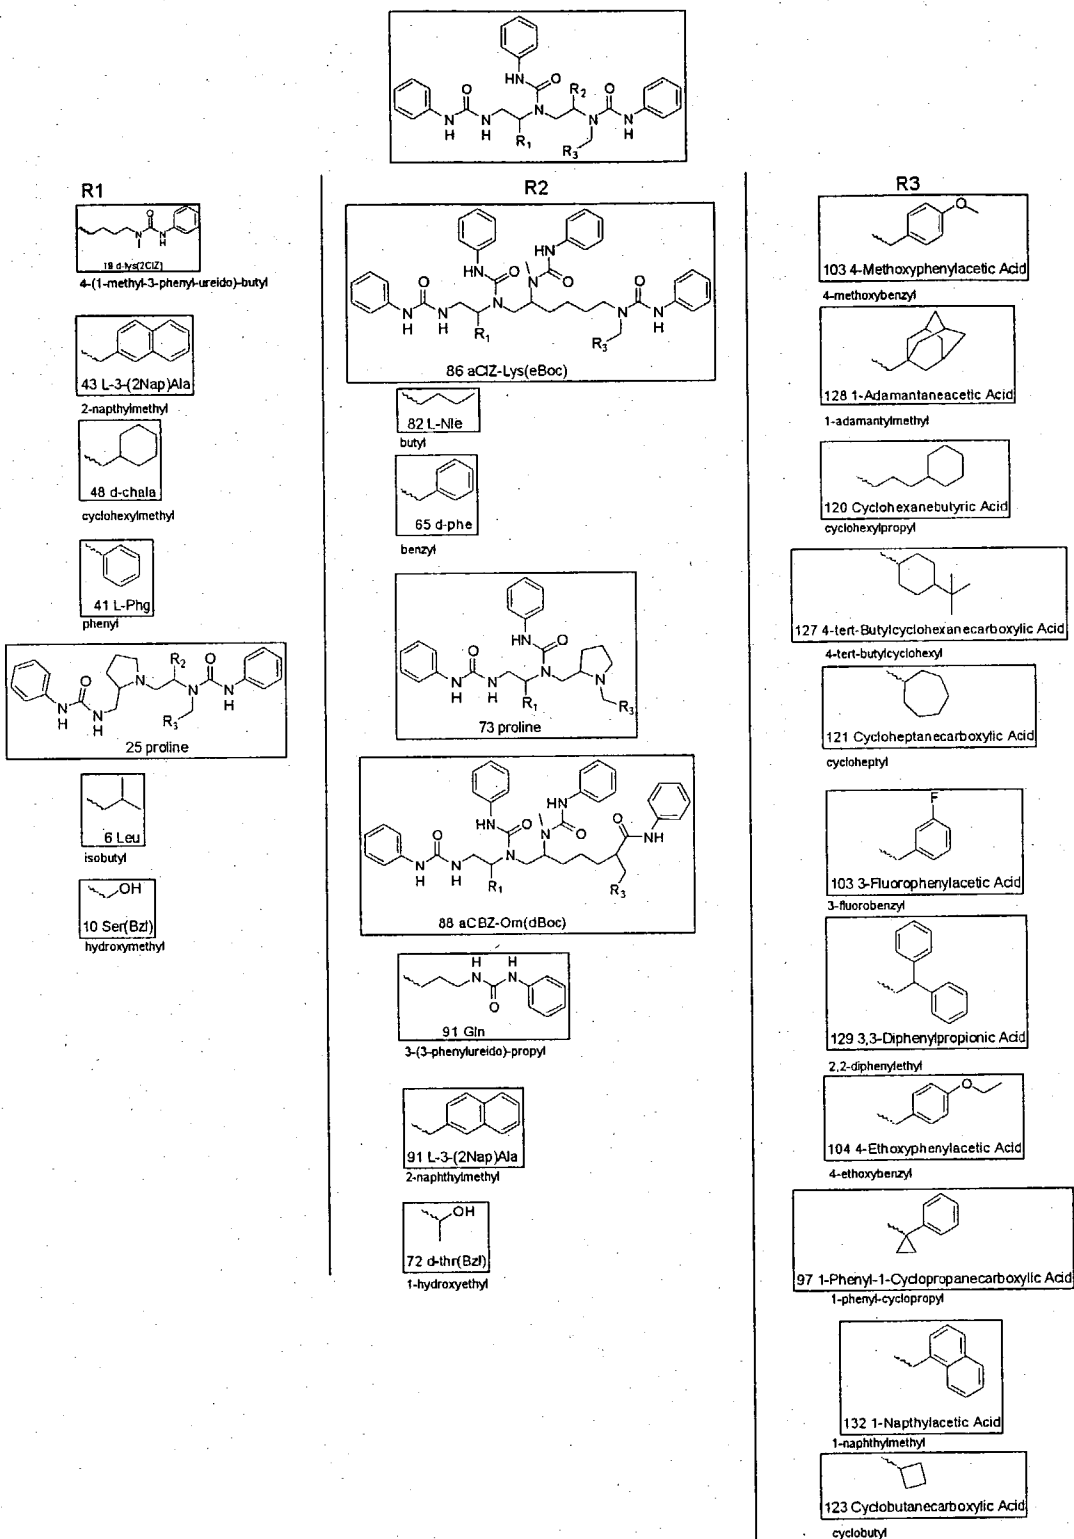 R1
R2
R3
19 d-lys(2ClZ)
4-(1-methyl-3-phenyl-ureido)-butyl
43 L-3-(2Nap)Ala
2-napthylmethyl
48 d-chala
cyclohexylmethyl
41 L-Phg
phenyl
25 proline
6 Leu
isobutyl
10 Ser(Bzl)
hydroxymethyl
86 aClZ-Lys(eBoc)
82 L-Nle
butyl
65 d-phe
benzyl
73 proline
88 aCBZ-Orn(dBoc)
91 Gln
3-(3-phenylureido)-propyl
91 L-3-(2Nap)Ala
2-naphthylmethyl
72 d-thr(Bzl)
1-hydroxyethyl
103 4-Methoxyphenylacetic Acid
4-methoxybenzyl
128 1-Adamantaneacetic Acid
1-adamantylmethyl
120 Cyclohexanebutyric Acid
cyclohexylpropyl
127 4-tert-Butylcyclohexanecarboxylic Acid
4-tert-butylcyclohexyl
121 Cycloheptanecarboxylic Acid
cycloheptyl
103 3-Fluorophenylacetic Acid
3-fluorobenzyl
129 3,3-Diphenylpropionic Acid
2,2-diphenylethyl
104 4-Ethoxyphenylacetic Acid
4-ethoxybenzyl
97 1-Phenyl-1-Cyclopropanecarboxylic Acid
1-phenyl-cyclopropyl
132 1-Napthylacetic Acid
1-naphthylmethyl
123 Cyclobutanecarboxylic Acid
cyclobutyl